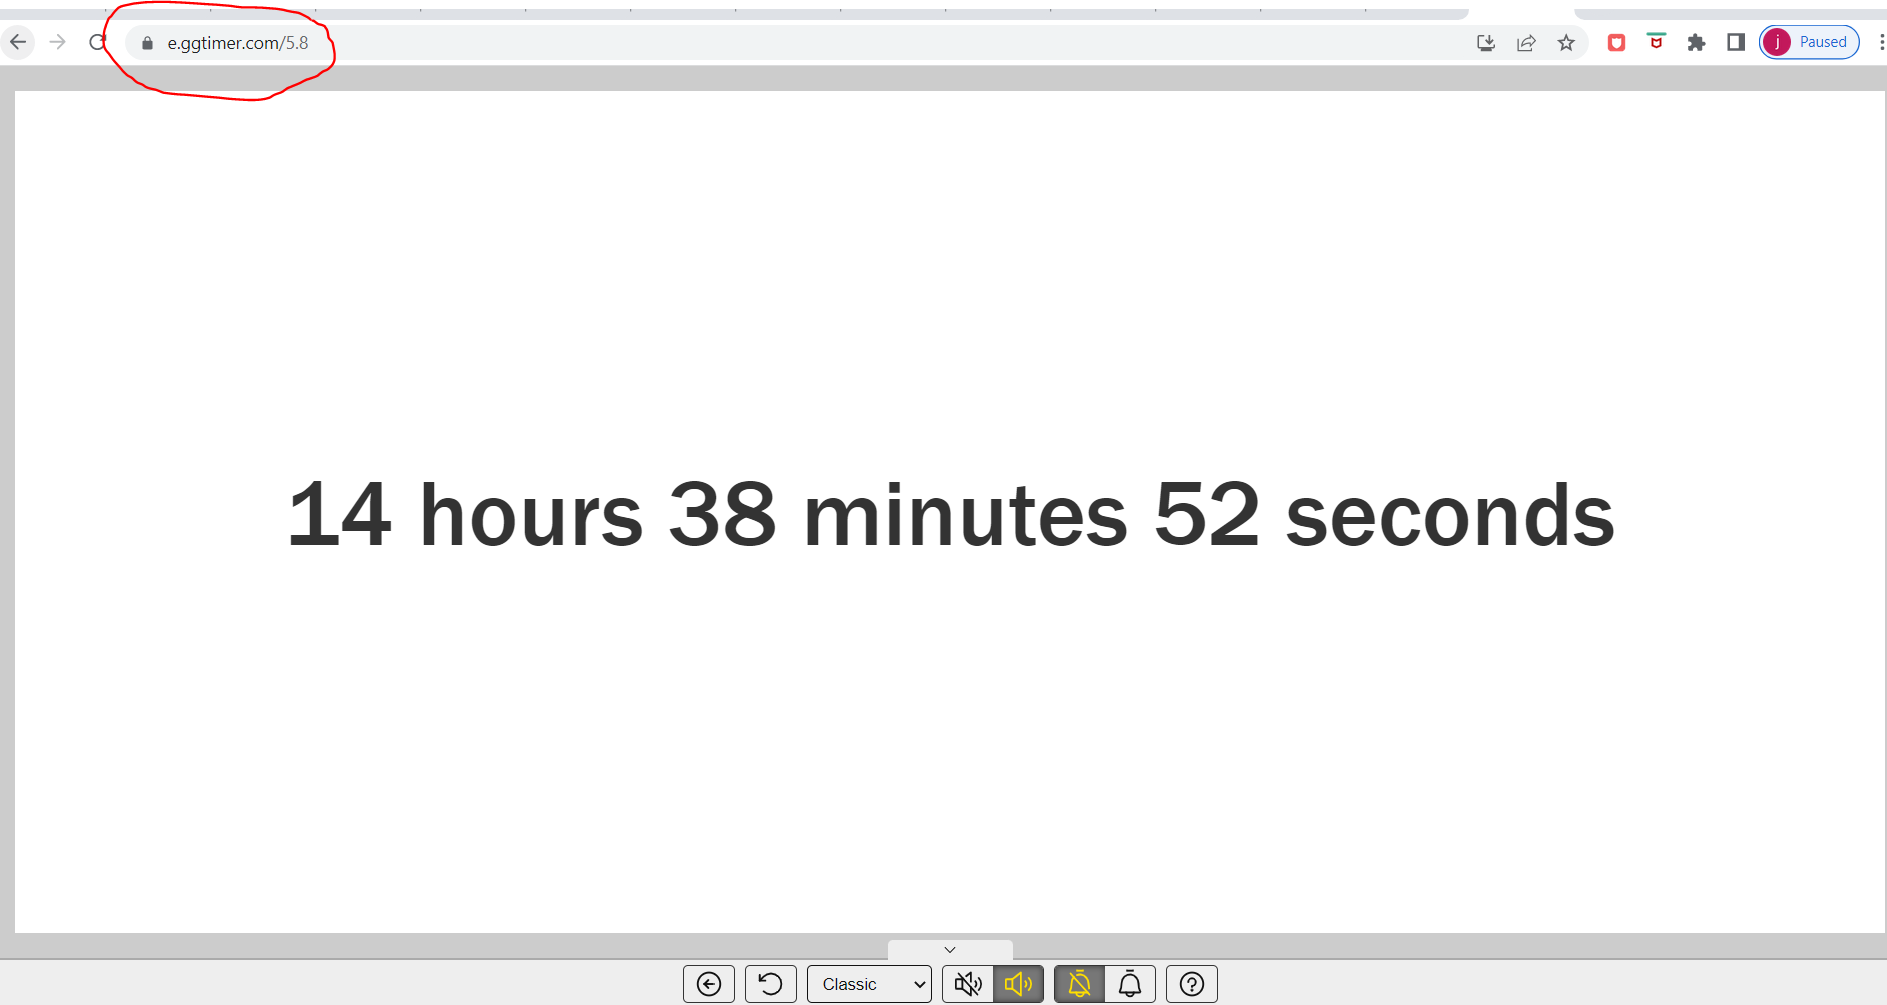 e.ggtimer.com/5.8
j Paused
14 hours 38 minutes 52 seconds
Classic